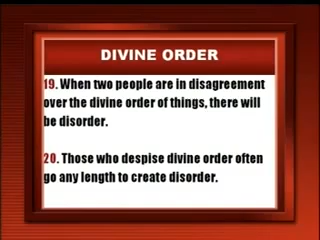 DIVINE ORDER
19. When two people are in disagreement
over the divine order of things, there will
be disorder.
20. Those who despise divine order often
go any length to create disorder.